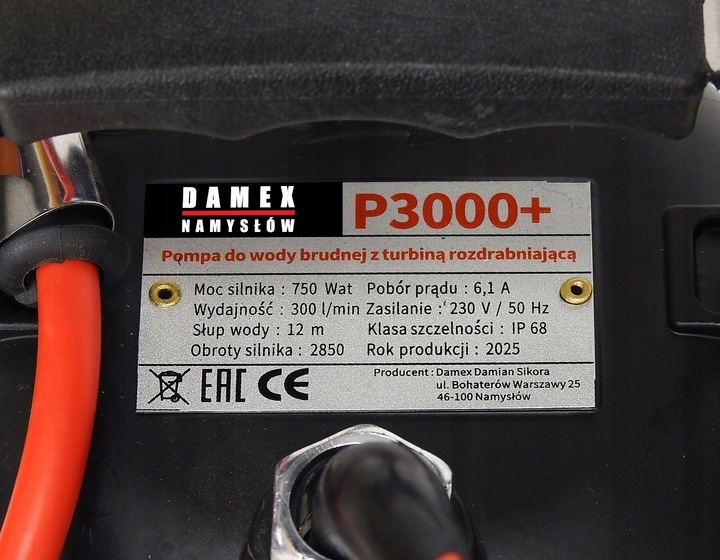 DAMEX
NAMYSŁÓW
P3000+
Pompa do wody brudnej z turbiną rozdrabniającą
Moc silnika : 750 Wat Pobór prądu : 6,1 A
Wydajność : 300 l/min Zasilanie : 230 V / 50 Hz
Słup wody : 12 m Klasa szczelności : IP 68
Obroty silnika : 2850 Rok produkcji : 2025
EAC CE
Producent : Damex Damian Sikora
ul. Bohaterów Warszawy 25
46-100 Namysłów